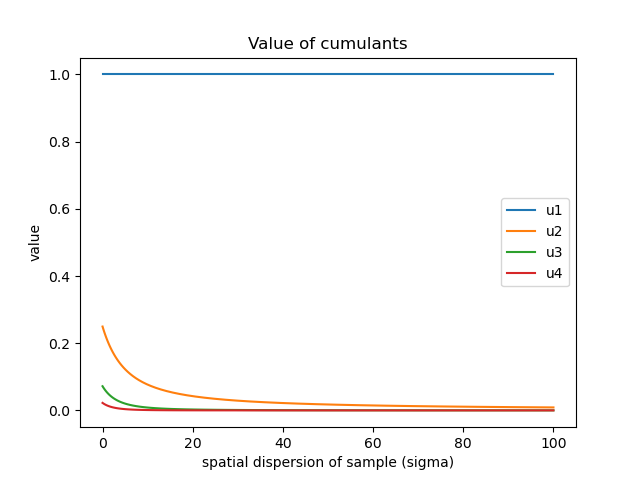 Value of cumulants
1.0
0.8
0.6
0.4
0.2
0.0
value
u1
u2
u3
u4
0 20 40 60 80 100
spatial dispersion of sample (sigma)